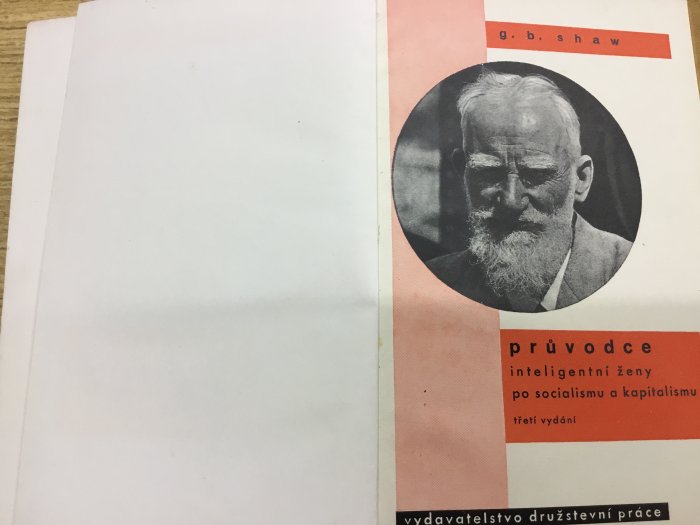 g. b. shaw
průvodce
inteligentní ženy
po socialismu a kapitalismu
třetí vydání
vydavatelstvo družstevní práce